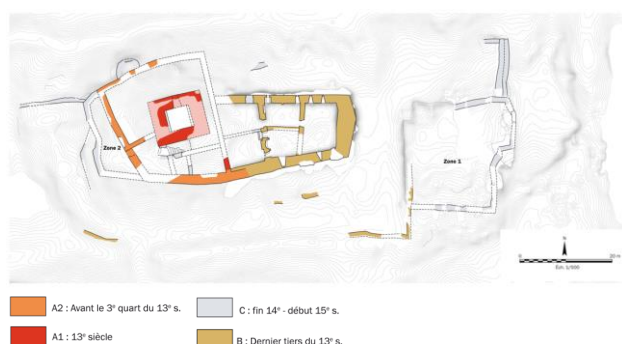 Zone 2
Zone 1
N
0 20 m
Ech. 1/500
A2 : Avant le 3e quart du 13e s.
C : fin 14e - début 15e s.
A1 : 13e siècle
B : Dernier tiers du 13e s.